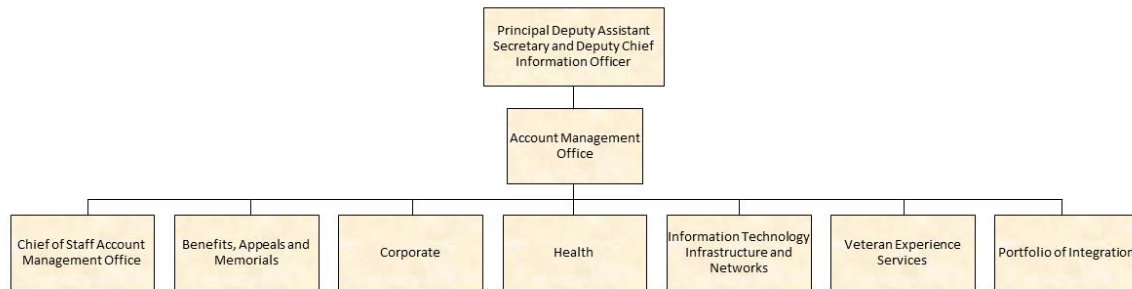 Principal Deputy Assistant
Secretary and Deputy Chief
Information Officer
Account Management
Office
Chief of Staff Account
Management Office
Benefits, Appeals and
Memorials
Corporate
Health
Information Technology
Infrastructure and
Networks
Veteran Experience
Services
Portfolio of Integration